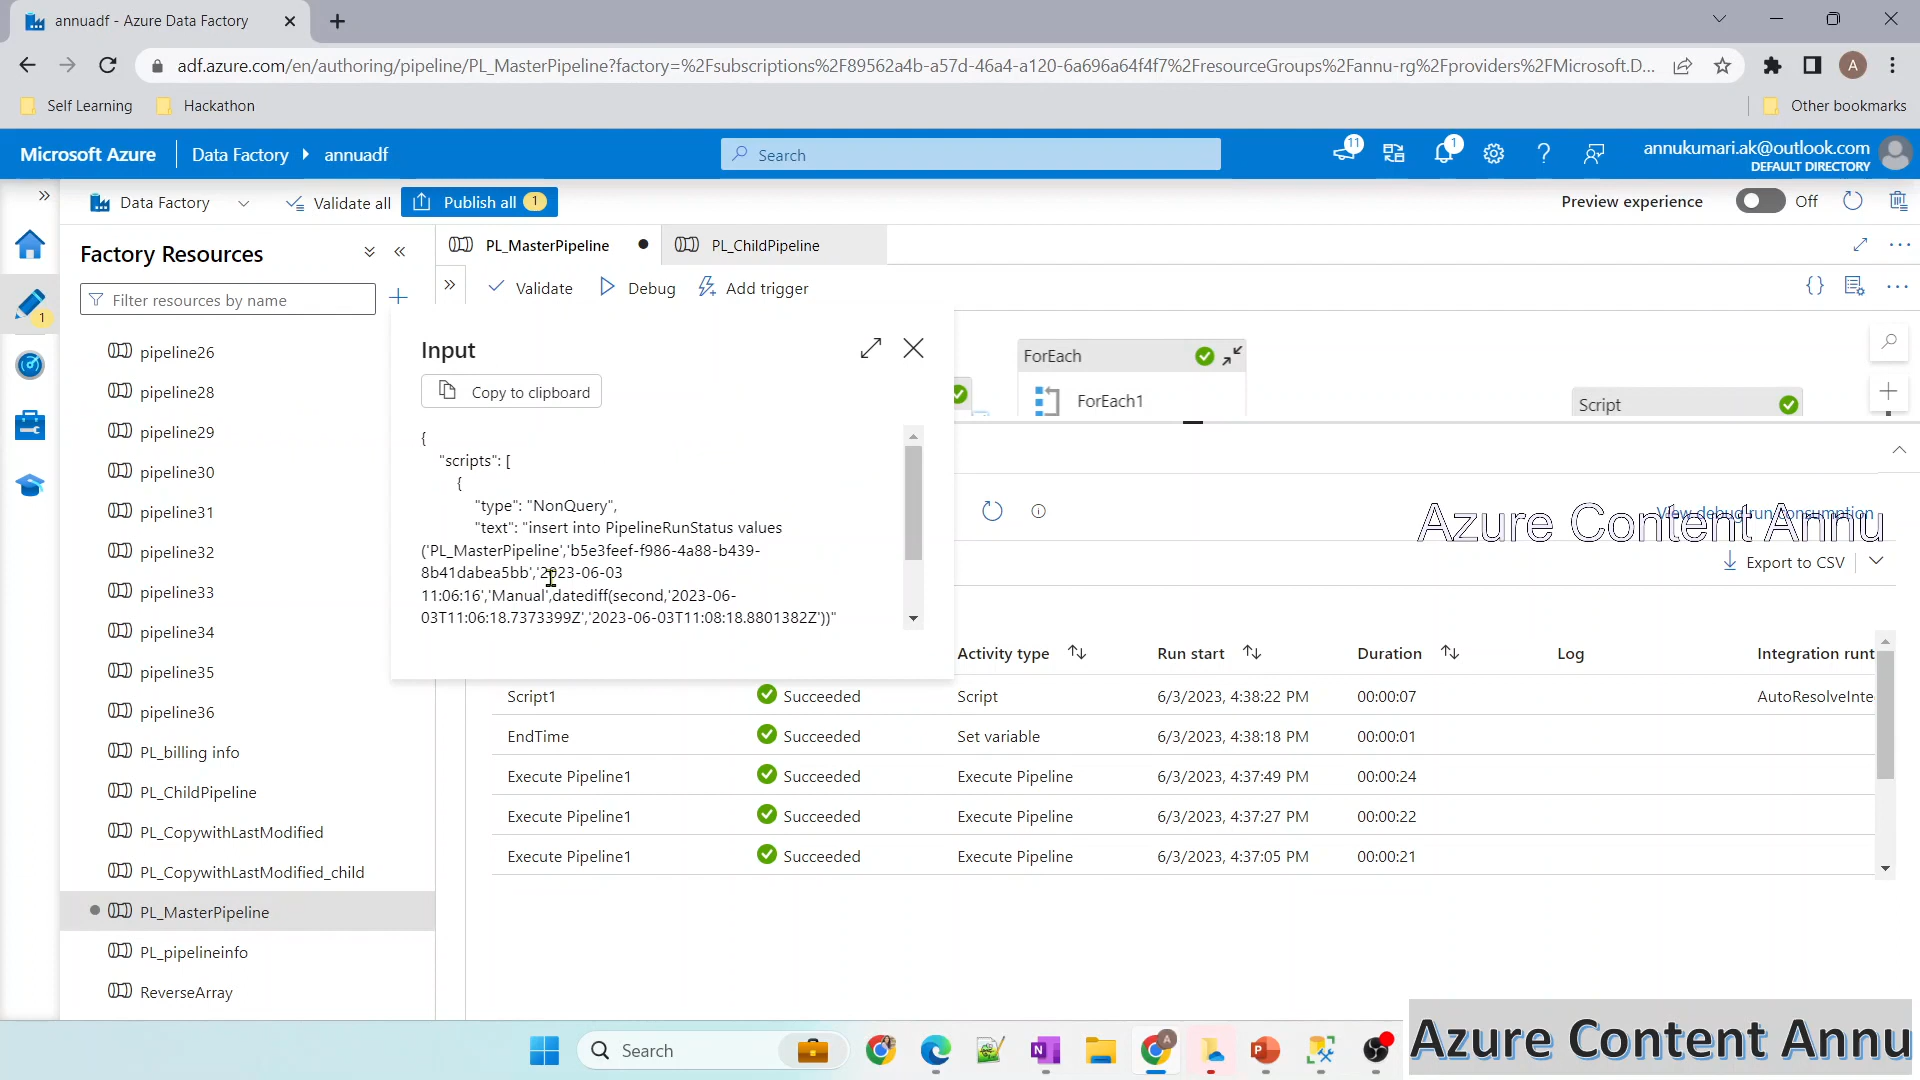 annuadf - Azure Data Factory
adf.azure.com/en/authoring/pipeline/PL_MasterPipeline?factory=%2Fsubscriptions%2F89562a4b-a57d-46a4-a120-6a696a64f4f7%2FresourceGroups%2Fannu-rg%2Fproviders%2FMicrosoft.D...
A
Self Learning
Hackathon
Other bookmarks
Microsoft Azure
Data Factory
annuadf
Search
11
1
annukumari.ak@outlook.com
DEFAULT DIRECTORY
Data Factory
Validate all
Publish all 1
Preview experience
Off
Factory Resources
PL_MasterPipeline
PL_ChildPipeline
Filter resources by name
Validate
Debug
Add trigger
1
pipeline26
pipeline28
pipeline29
pipeline30
pipeline31
pipeline32
pipeline33
pipeline34
pipeline35
pipeline36
PL_billing info
PL_ChildPipeline
PL_CopywithLastModified
PL_CopywithLastModified_child
PL_MasterPipeline
PL_pipelineinfo
ReverseArray
Input
Copy to clipboard
{
"scripts": [
{
"type": "NonQuery",
"text": "insert into PipelineRunStatus values
('PL_MasterPipeline','b5e3feef-f986-4a88-b439-
8b41dabea5bb','2023-06-03
11:06:16','Manual',datediff(second,'2023-06-
03T11:06:18.7373399Z','2023-06-03T11:08:18.8801382Z'))"
ForEach
ForEach1
Script
View debug run consumption
Azure Content Annu
Export to CSV
Activity type
Run start
Duration
Log
Integration runt
Script1 Succeeded Script 6/3/2023, 4:38:22 PM 00:00:07 AutoResolveInte
EndTime Succeeded Set variable 6/3/2023, 4:38:18 PM 00:00:01
Execute Pipeline1 Succeeded Execute Pipeline 6/3/2023, 4:37:49 PM 00:00:24
Execute Pipeline1 Succeeded Execute Pipeline 6/3/2023, 4:37:27 PM 00:00:22
Execute Pipeline1 Succeeded Execute Pipeline 6/3/2023, 4:37:05 PM 00:00:21
Search
Azure Content Annu